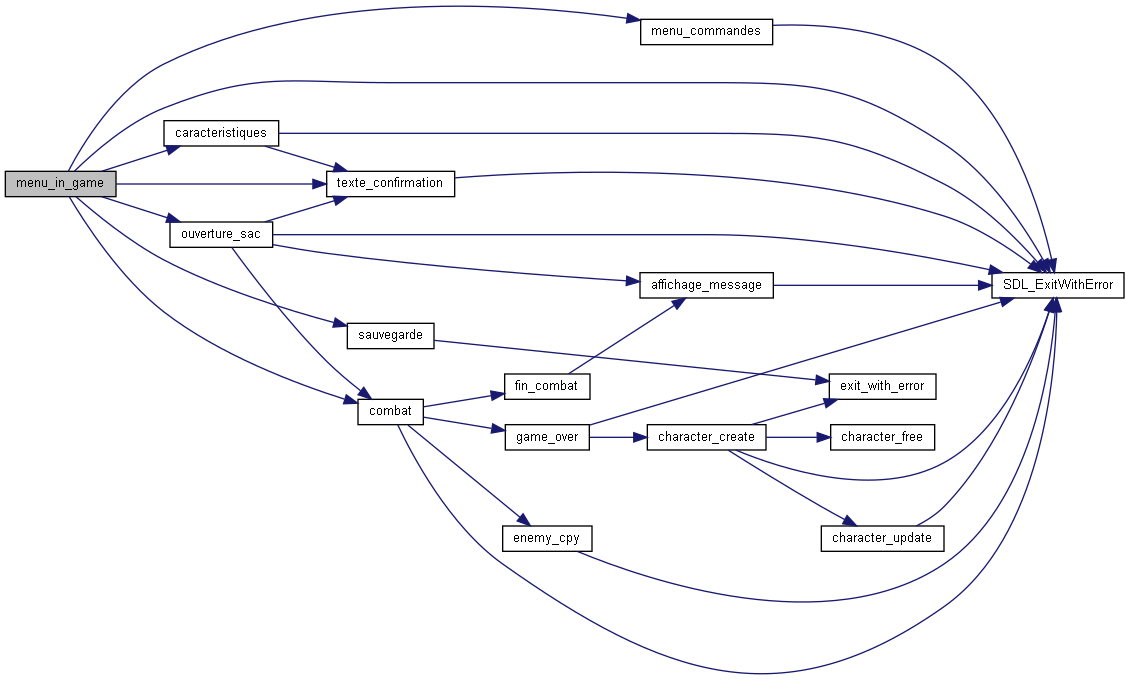 menu_commandes
caracteristiques
menu_in_game
texte_confirmation
ouverture_sac
affichage_message
SDL_ExitWithError
sauvegarde
fin_combat
exit_with_error
combat
game_over
character_create
character_free
enemy_cpy
character_update